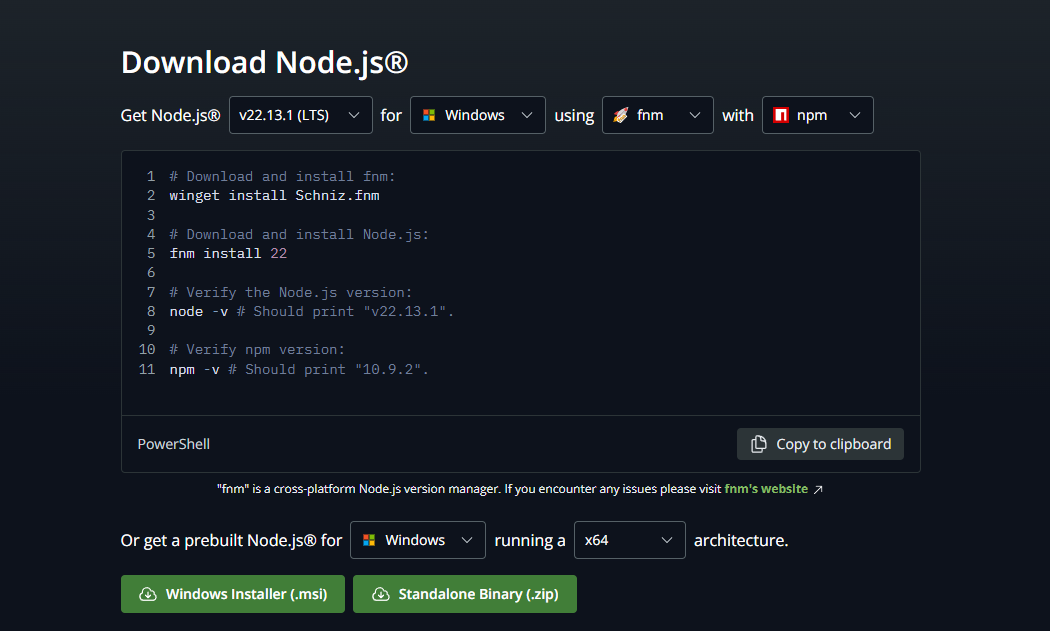 Download Node.js®
Get Node.js® v22.13.1 (LTS) for Windows using fnm with npm
1 # Download and install fnm:
2 winget install Schniz.fnm
3
4 # Download and install Node.js:
5 fnm install 22
6
7 # Verify the Node.js version:
8 node -v # Should print "v22.13.1".
9
10 # Verify npm version:
11 npm -v # Should print "10.9.2".
PowerShell Copy to clipboard
"fnm" is a cross-platform Node.js version manager. If you encounter any issues please visit fnm's website
Or get a prebuilt Node.js® for Windows running a x64 architecture.
Windows Installer (.msi) Standalone Binary (.zip)